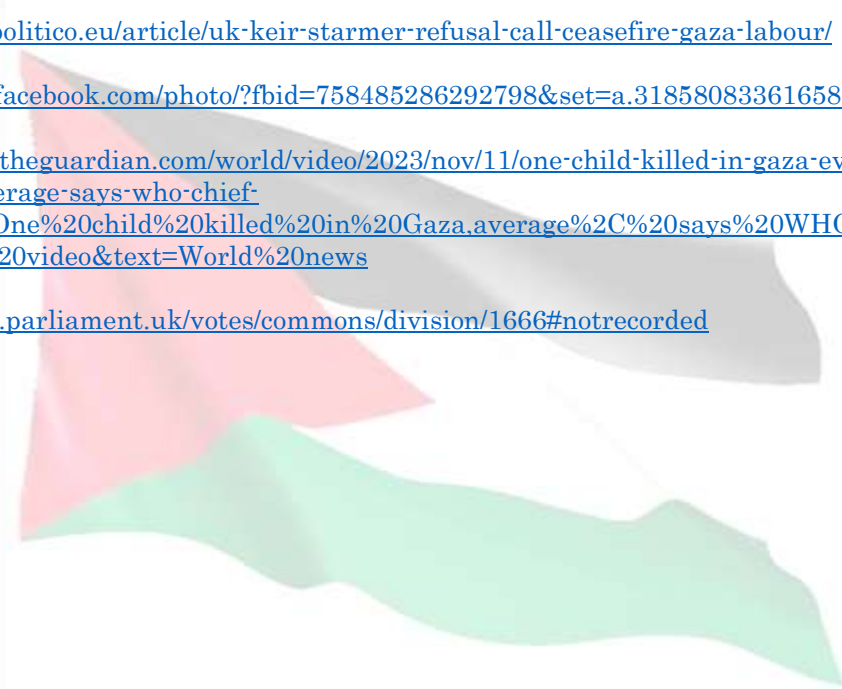 politico.eu/article/uk-keir-starmer-refusal-call-ceasefire-gaza-labour/
facebook.com/photo/?fbid=758485286292798&set=a.31858083361658
theguardian.com/world/video/2023/nov/11/one-child-killed-in-gaza-ev
erage-says-who-chief-
One%20child%20killed%20in%20Gaza,average%2C%20says%20WHO
20video&text=World%20news
.parliament.uk/votes/commons/division/1666#notrecorded